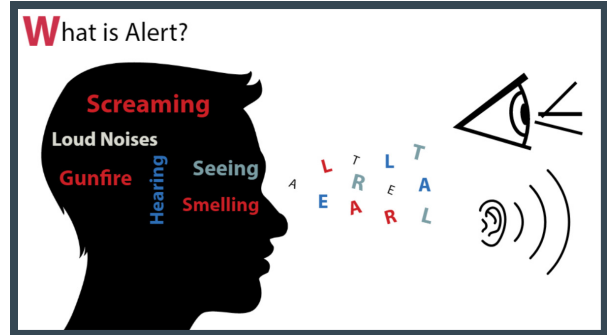 What is Alert?
Screaming
Loud Noises
Gunfire
Hearing
Seeing
Smelling
A
L
T
L
T
R
E
A
E
A
R
L